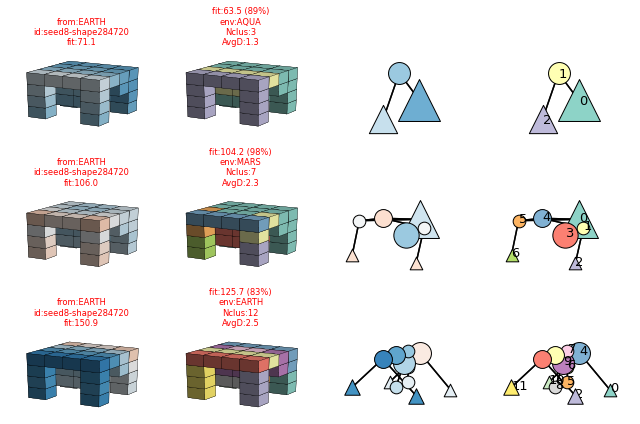 from:EARTH
id:seed8-shape284720
fit:71.1
fit:63.5 (89%)
env:AQUA
Nclus:3
AvgD:1.3
1
0
2
from:EARTH
id:seed8-shape284720
fit:106.0
fit:104.2 (98%)
env:MARS
Nclus:7
AvgD:2.3
5
4
0
1
3
6
2
from:EARTH
id:seed8-shape284720
fit:150.9
fit:125.7 (83%)
env:EARTH
Nclus:12
AvgD:2.5
4
11
5
2
0